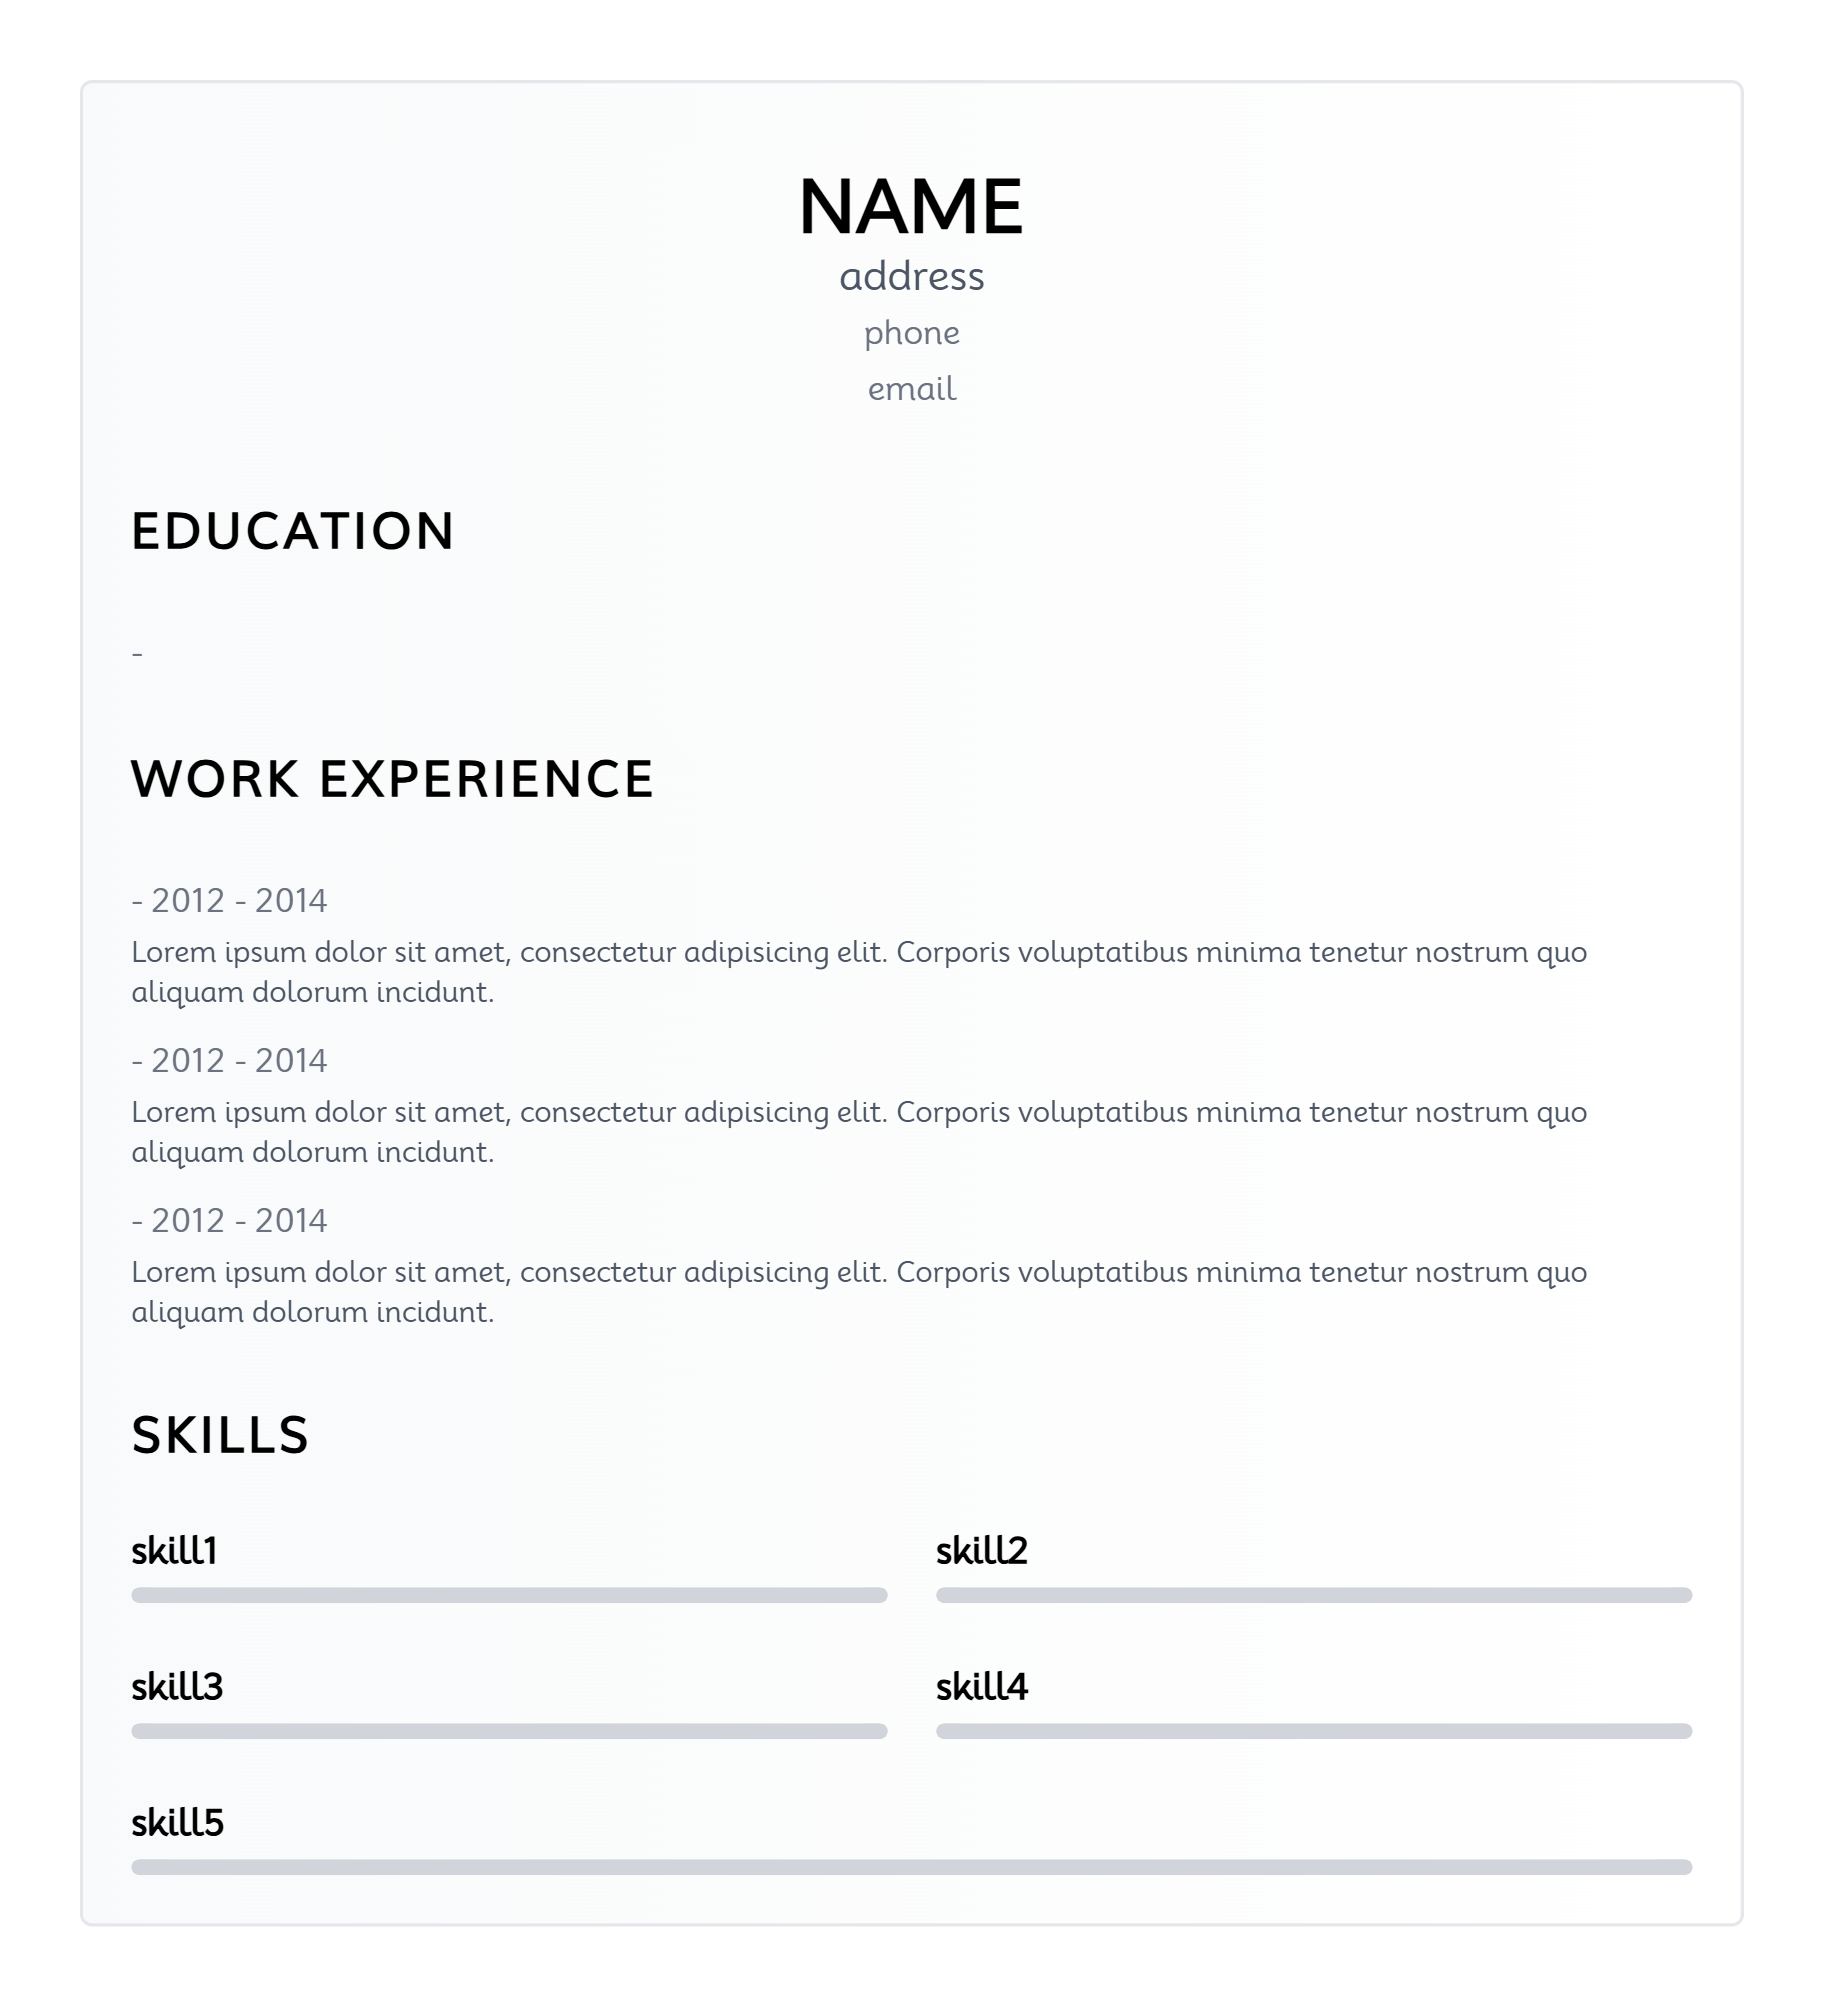 NAME
address
phone
email
EDUCATION
-
WORK EXPERIENCE
- 2012 - 2014
Lorem ipsum dolor sit amet, consectetur adipisicing elit. Corporis voluptatibus minima tenetur nostrum quo
aliquam dolorum incidunt.
- 2012 - 2014
Lorem ipsum dolor sit amet, consectetur adipisicing elit. Corporis voluptatibus minima tenetur nostrum quo
aliquam dolorum incidunt.
- 2012 - 2014
Lorem ipsum dolor sit amet, consectetur adipisicing elit. Corporis voluptatibus minima tenetur nostrum quo
aliquam dolorum incidunt.
SKILLS
skill1
skill2
skill3
skill4
skill5